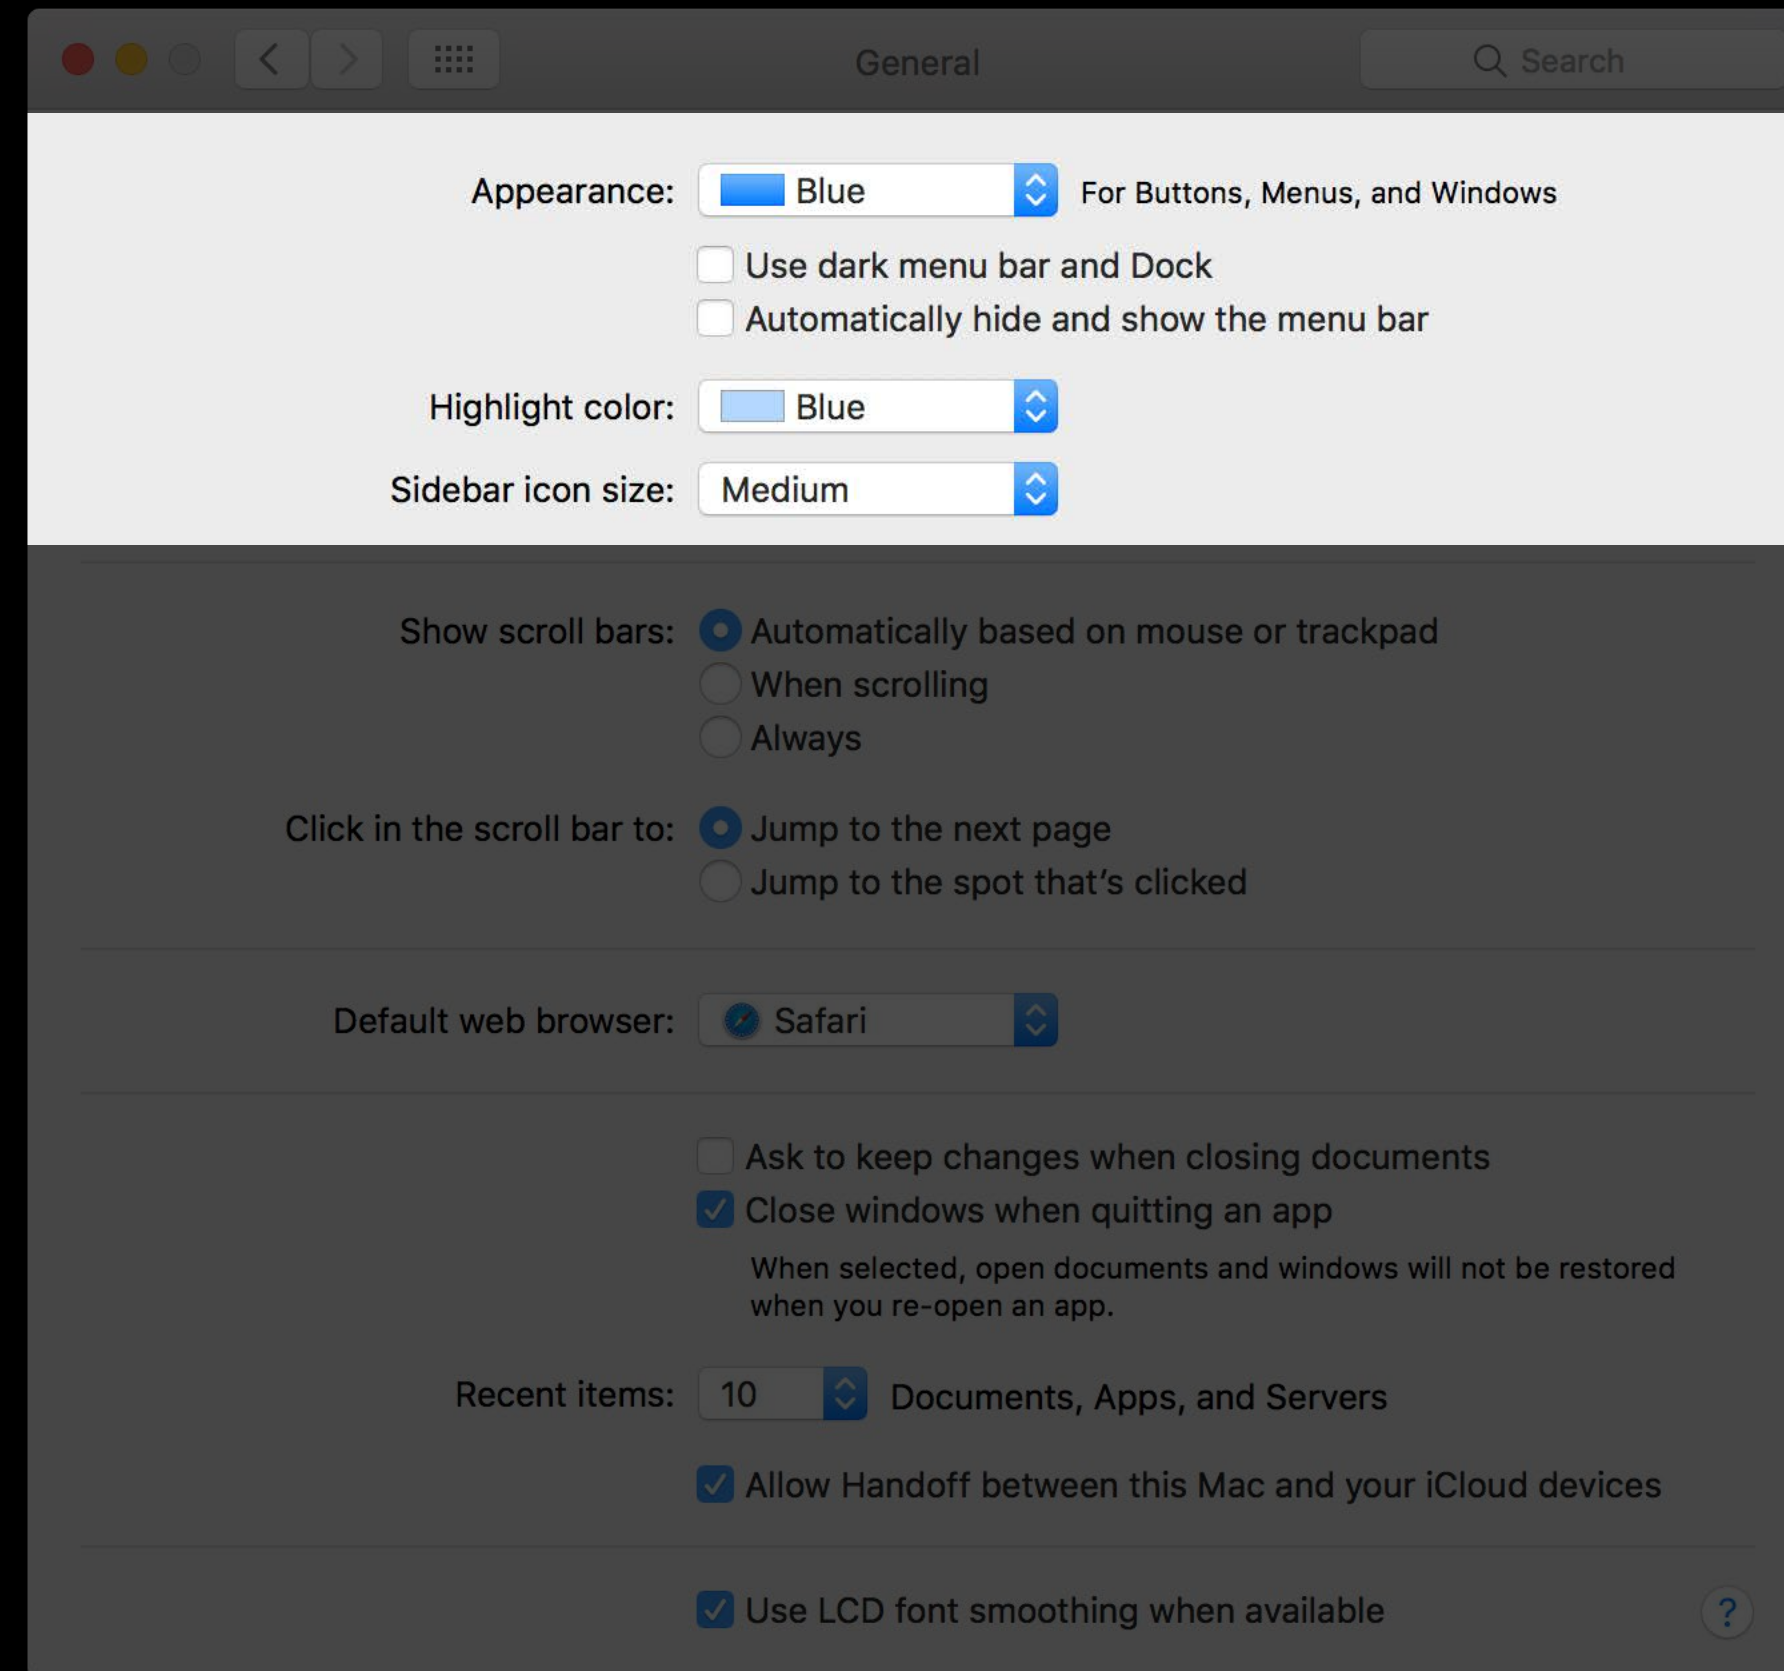 General
Search
Appearance: Blue For Buttons, Menus, and Windows
Use dark menu bar and Dock
Automatically hide and show the menu bar
Highlight color: Blue
Sidebar icon size: Medium
Show scroll bars: Automatically based on mouse or trackpad
When scrolling
Always
Click in the scroll bar to: Jump to the next page
Jump to the spot that’s clicked
Default web browser: Safari
Ask to keep changes when closing documents
Close windows when quitting an app
When selected, open documents and windows will not be restored
when you re-open an app.
Recent items: 10 Documents, Apps, and Servers
Allow Handoff between this Mac and your iCloud devices
Use LCD font smoothing when available
?